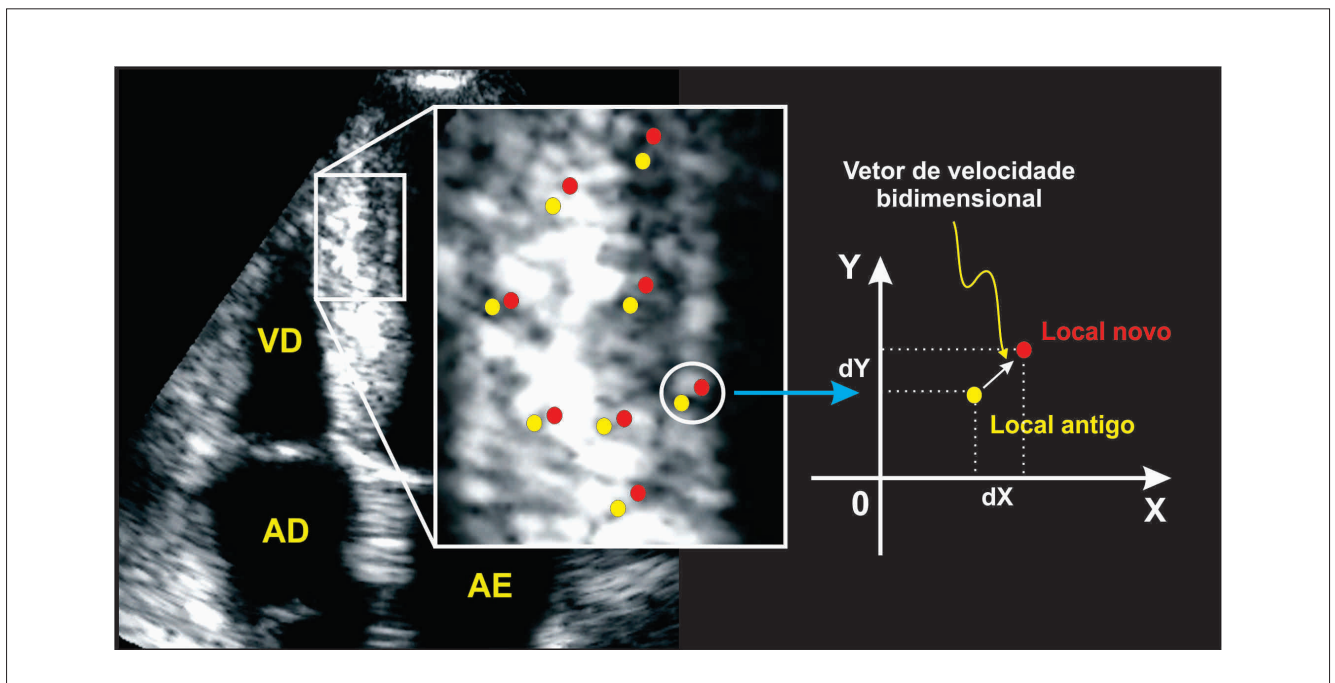 VD
AD
AE
Vetor de velocidade
bidimensional
Y
Local novo
dY
Local antigo
0
dX
X